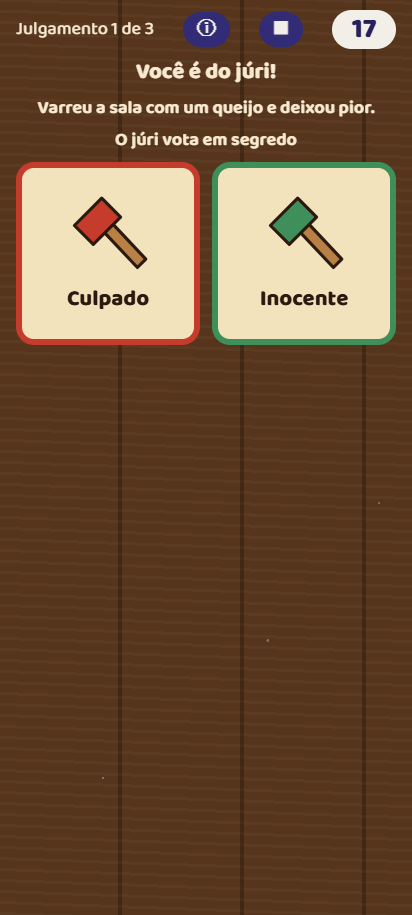 Julgamento 1 de 3
17
Você é do júri!
Varreu a sala com um queijo e deixou pior.
O júri vota em segredo
Culpado
Inocente